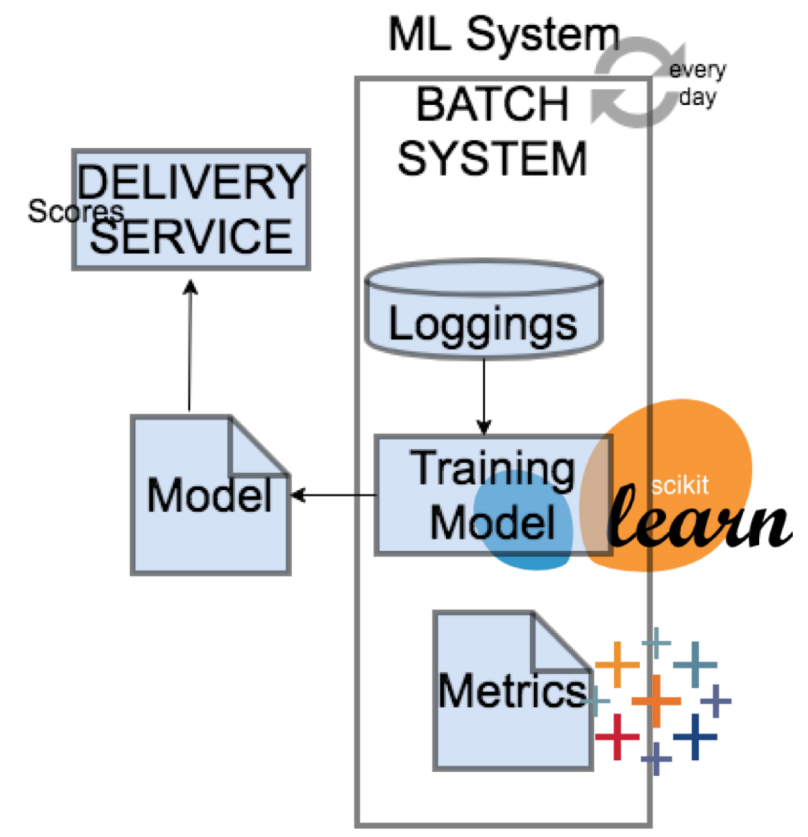 ML System
every
day
BATCH
SYSTEM
DELIVERY
SERVICE
Scores
Loggings
Training
Model
scikit
learn
Model
Metrics